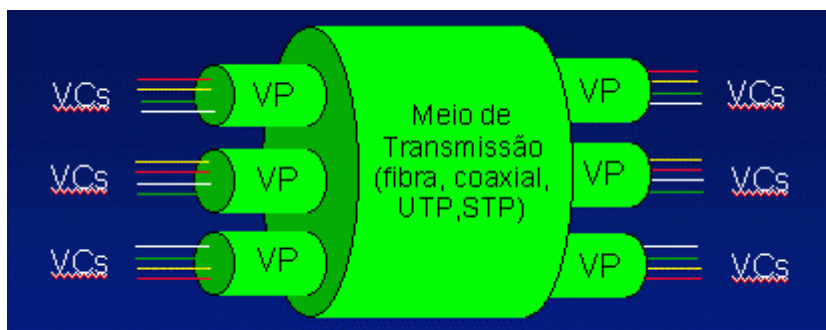 VCs VP VP VCs
Meio de
Transmissão
(fibra, coaxial,
UTP,STP)
VCs VP VP VCs
VCs VP VP VCs